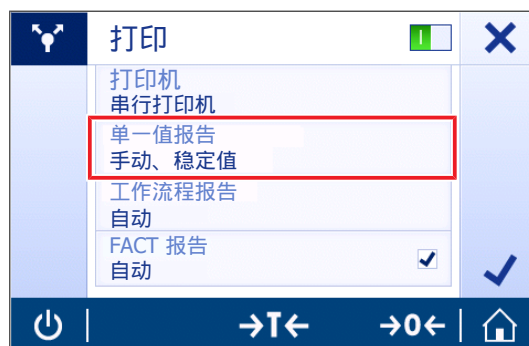 打印
打印机
串行打印机
单一值报告
手动、稳定值
工作流程报告
自动
FACT 报告
自动
→T←
→0←